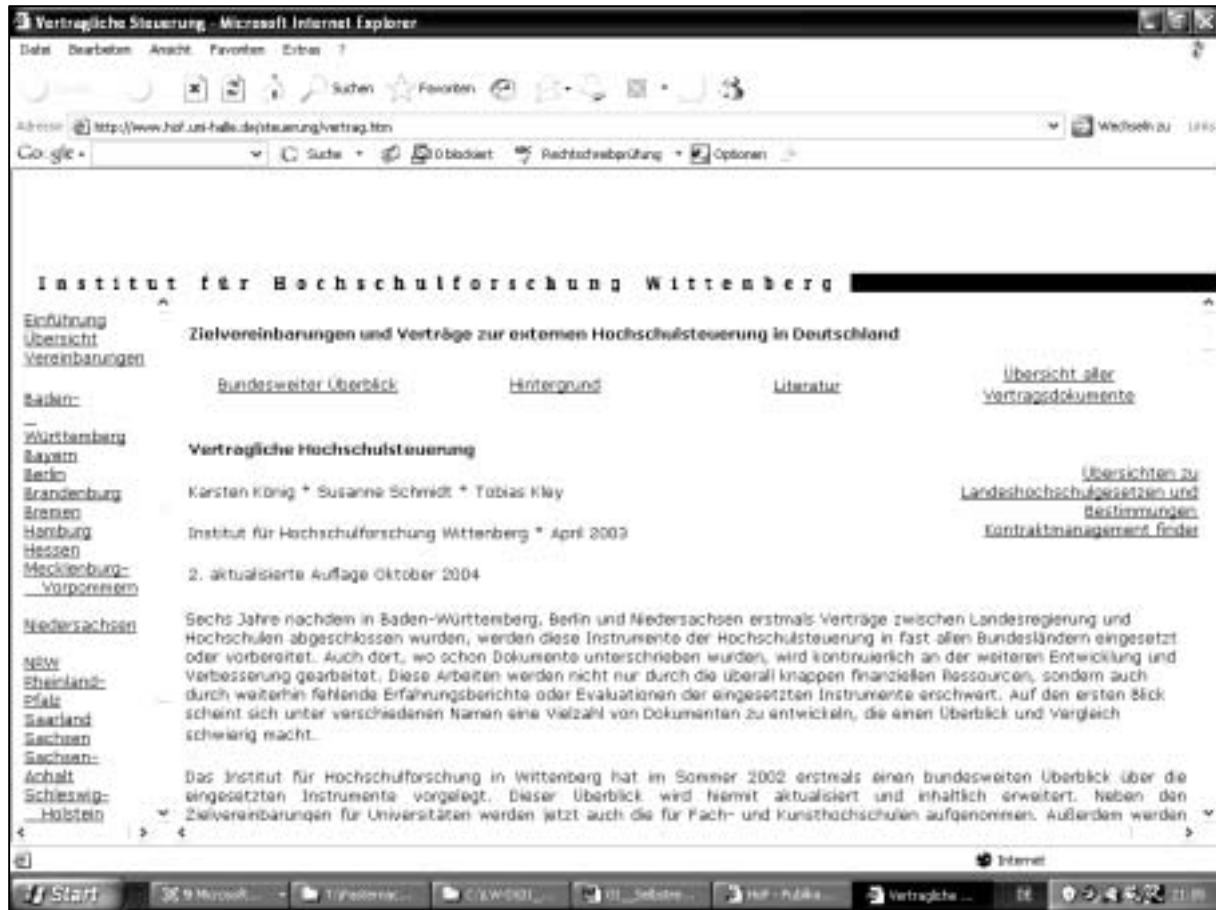 Vertragliche Steuerung - Microsoft Internet Explorer
Datei Bearbeiten Ansicht Favoriten Extras ?
Suchen Favoriten
Adresse http://www.hof.uni-halle.de/steuerung/vertrag.htm Wechseln zu Links
Google Suche 0 blockiert Rechtschreibprüfung Optionen
Institut für Hochschulforschung Wittenberg
Einführung
Übersicht
Vereinbarungen
Baden-
Württemberg
Bayern
Berlin
Brandenburg
Bremen
Hamburg
Hessen
Mecklenburg-
Vorpommern
Niedersachsen
NRW
Rheinland-
Pfalz
Saarland
Sachsen
Sachsen-
Anhalt
Schleswig-
Holstein
Zielvereinbarungen und Verträge zur externen Hochschulsteuerung in Deutschland
Bundesweiter Überblick Hintergrund Literatur Übersicht aller
Vertragsdokumente
Vertragliche Hochschulsteuerung
Übersichten zu
Landeshochschulgesetzen und
Bestimmungen
Kontraktmanagement finder
Karsten König * Susanne Schmidt * Tobias Kley
Institut für Hochschulforschung Wittenberg * April 2003
2. aktualisierte Auflage Oktober 2004
Sechs Jahre nachdem in Baden-Württemberg, Berlin und Niedersachsen erstmals Verträge zwischen Landesregierung und
Hochschulen abgeschlossen wurden, werden diese Instrumente der Hochschulsteuerung in fast allen Bundesländern eingesetzt
oder vorbereitet. Auch dort, wo schon Dokumente unterschrieben wurden, wird kontinuierlich an der weiteren Entwicklung und
Verbesserung gearbeitet. Diese Arbeiten werden nicht nur durch die überall knappen finanziellen Ressourcen, sondern auch
durch weiterhin fehlende Erfahrungsberichte oder Evaluationen der eingesetzten Instrumente erschwert. Auf den ersten Blick
scheint sich unter verschiedenen Namen eine Vielzahl von Dokumenten zu entwickeln, die einen Überblick und Vergleich
schwierig macht.
Das Institut für Hochschulforschung in Wittenberg hat im Sommer 2002 erstmals einen bundesweiten Überblick über die
eingesetzten Instrumente vorgelegt. Dieser Überblick wird hiermit aktualisiert und inhaltlich erweitert. Neben den
Zielvereinbarungen für Universitäten werden jetzt auch die für Fach- und Kunsthochschulen aufgenommen. Außerdem werden
Internet
Start 9 Microsoft... Vertragliche ... DE